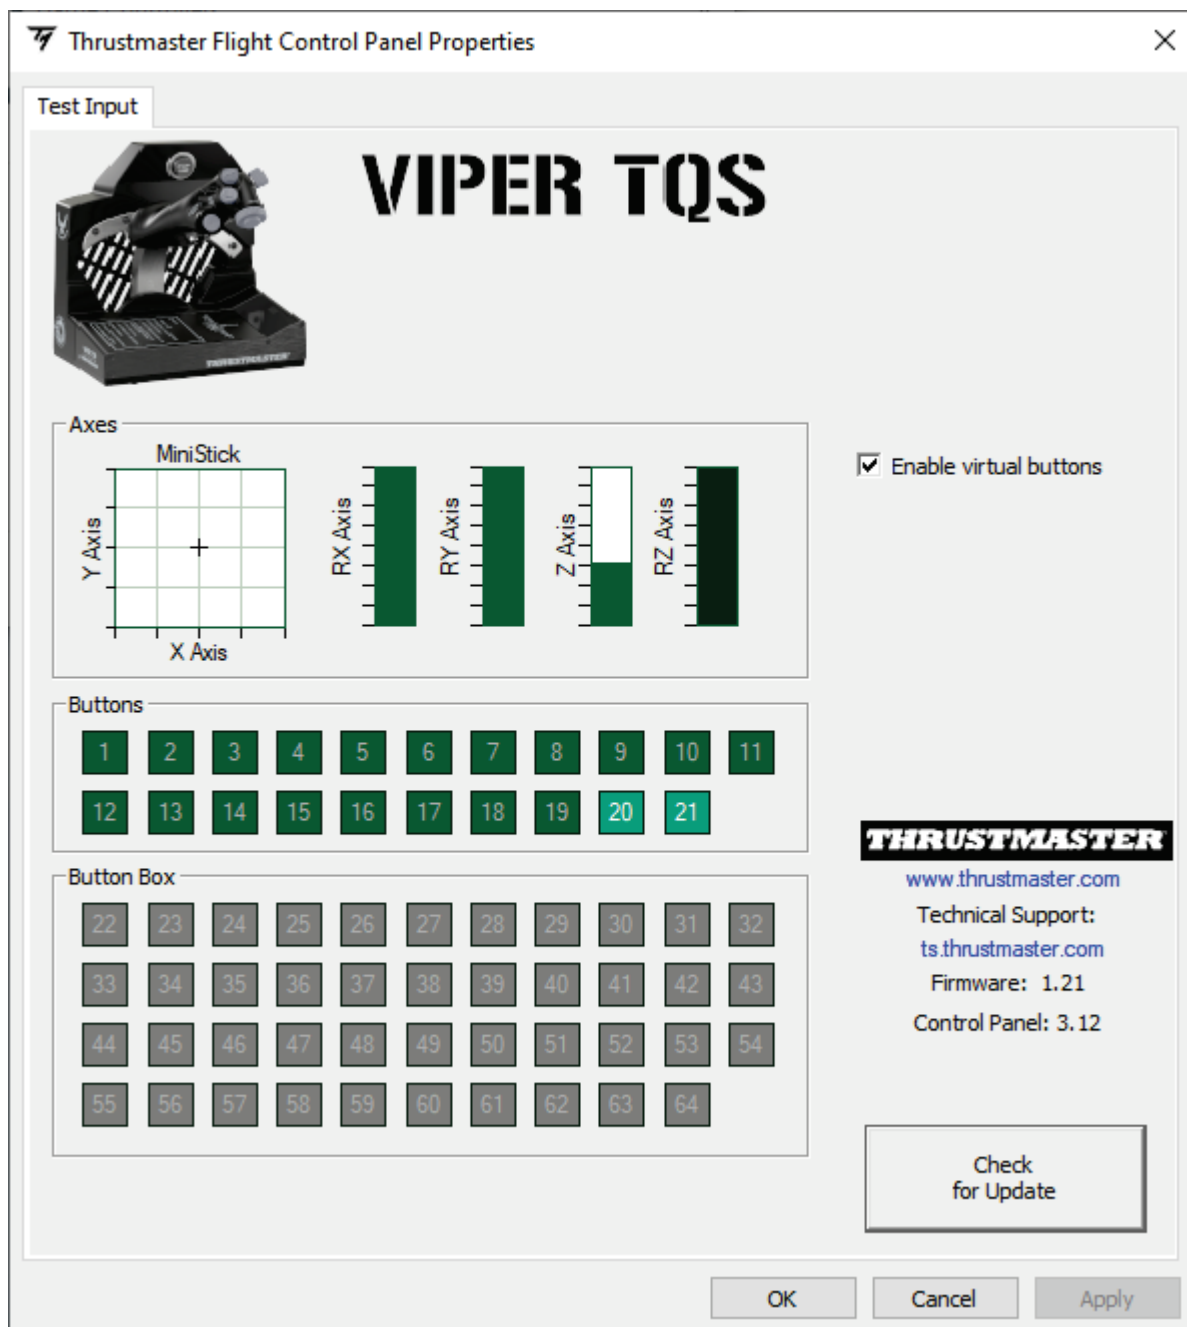 Thrustmaster Flight Control Panel Properties
Test Input
VIPER TQS
THRUSTMASTER
Axes
MiniStick
Y Axis
X Axis
RX Axis
RY Axis
Z Axis
RZ Axis
Enable virtual buttons
Buttons
1 2 3 4 5 6 7 8 9 10 11
12 13 14 15 16 17 18 19 20 21
Button Box
22 23 24 25 26 27 28 29 30 31 32
33 34 35 36 37 38 39 40 41 42 43
44 45 46 47 48 49 50 51 52 53 54
55 56 57 58 59 60 61 62 63 64
THRUSTMASTER
www.thrustmaster.com
Technical Support:
ts.thrustmaster.com
Firmware: 1.21
Control Panel: 3.12
Check
for Update
OK
Cancel
Apply